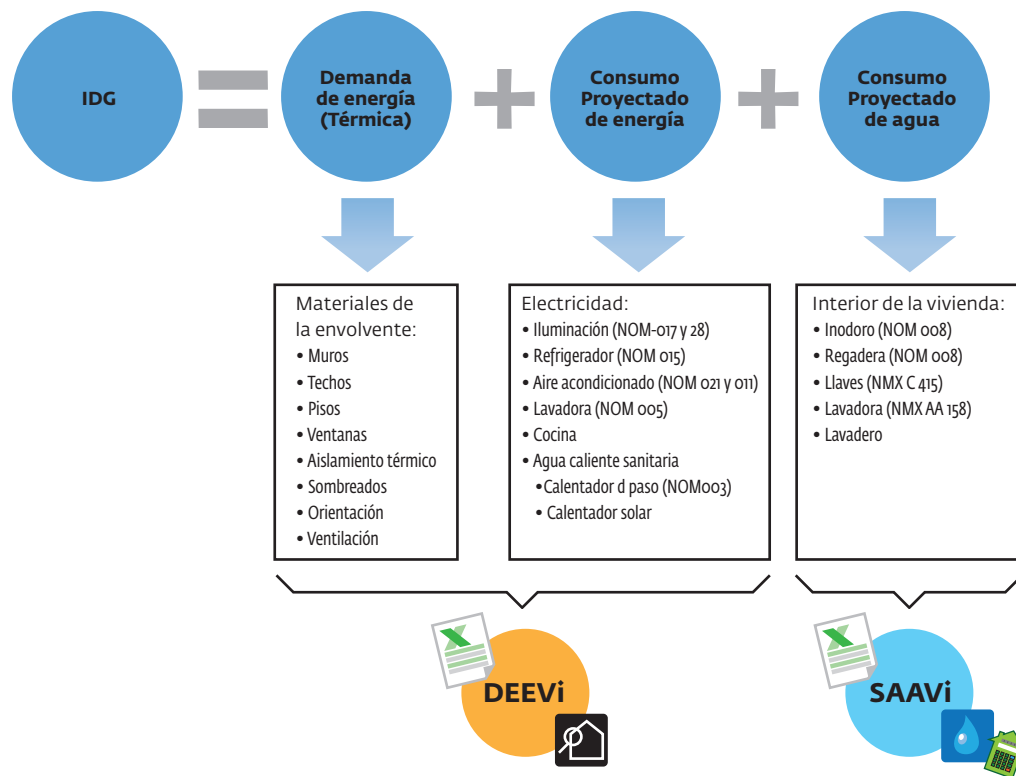 IDG
=
Demanda
de energía
(Térmica)
+
Consumo
Proyectado
de energía
+
Consumo
Proyectado
de agua
Materiales de
la envolvente:
• Muros
• Techos
• Pisos
• Ventanas
• Aislamiento térmico
• Sombreados
• Orientación
• Ventilación
Electricidad:
• Iluminación (NOM-017 y 28)
• Refrigerador (NOM 015)
• Aire acondicionado (NOM 021 y 011)
• Lavadora (NOM 005)
• Cocina
• Agua caliente sanitaria
•Calentador d paso (NOM003)
• Calentador solar
Interior de la vivienda:
• Inodoro (NOM 008)
• Regadera (NOM 008)
• Llaves (NMX C 415)
• Lavadora (NMX AA 158)
• Lavadero
DEEVi
SAAVi